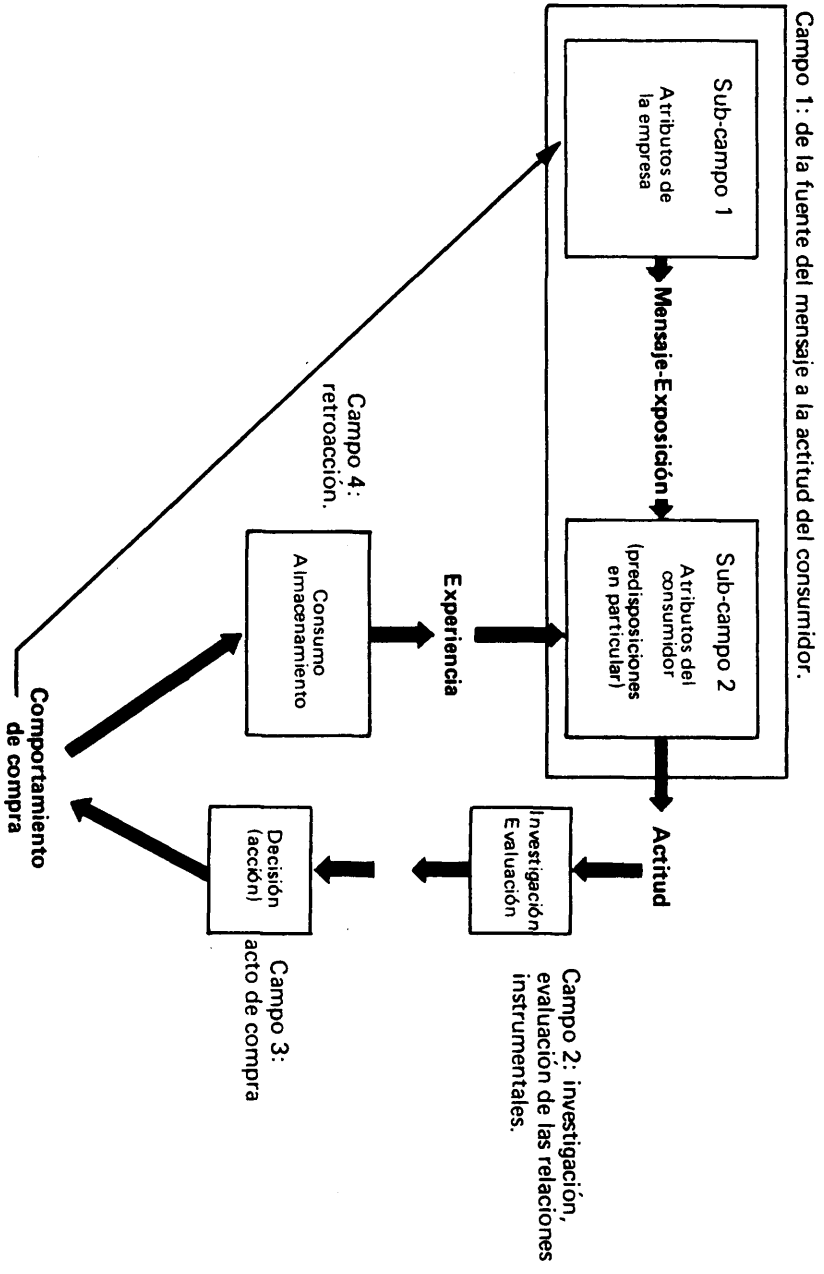 Campo 1: de la fuente del mensaje a la actitud del consumidor.
Sub-campo 1
Atributos de
la empresa
Mensaje-Exposición
Sub-campo 2
Atributos del
consumidor
(predisposiciones
en particular)
Actitud
Experiencia
Investigación
Evaluación
Campo 2: investigación,
evaluación de las relaciones
instrumentales.
Campo 4:
retroacción.
Consumo
Almacenamiento
Decisión
(acción)
Campo 3:
acto de compra
Comportamiento
de compra